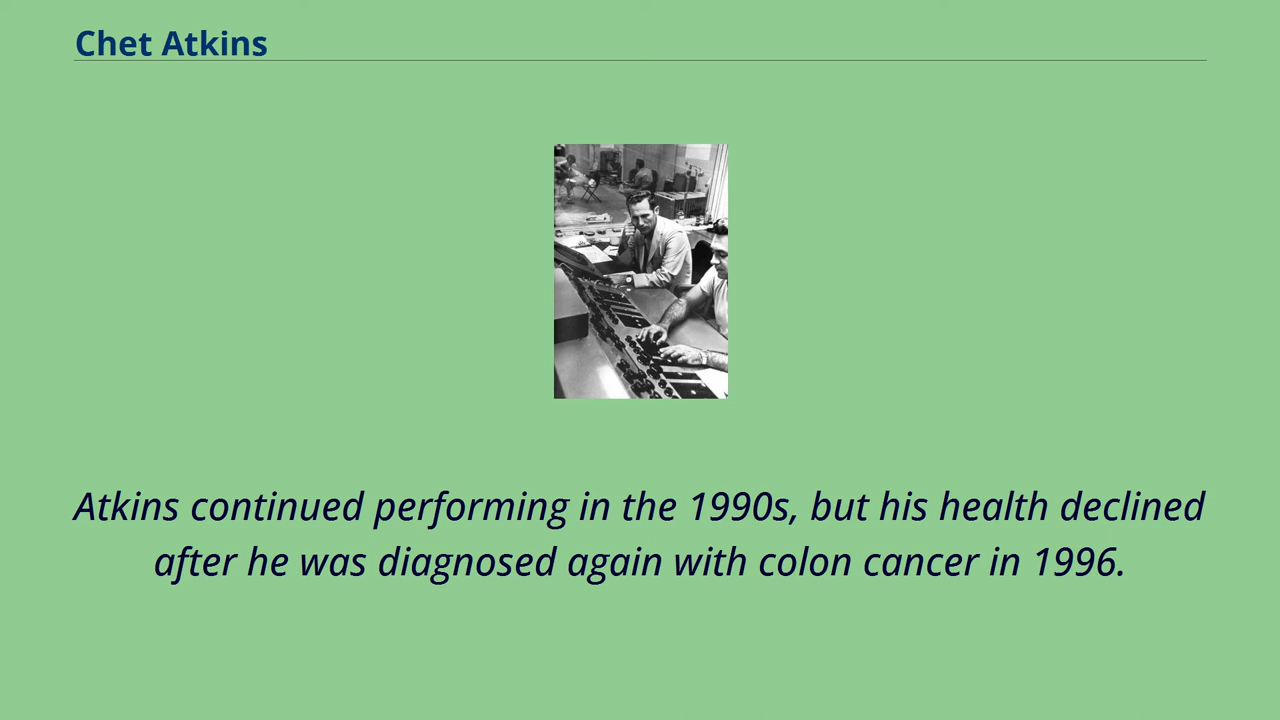 Chet Atkins
Atkins continued performing in the 1990s, but his health declined
after he was diagnosed again with colon cancer in 1996.